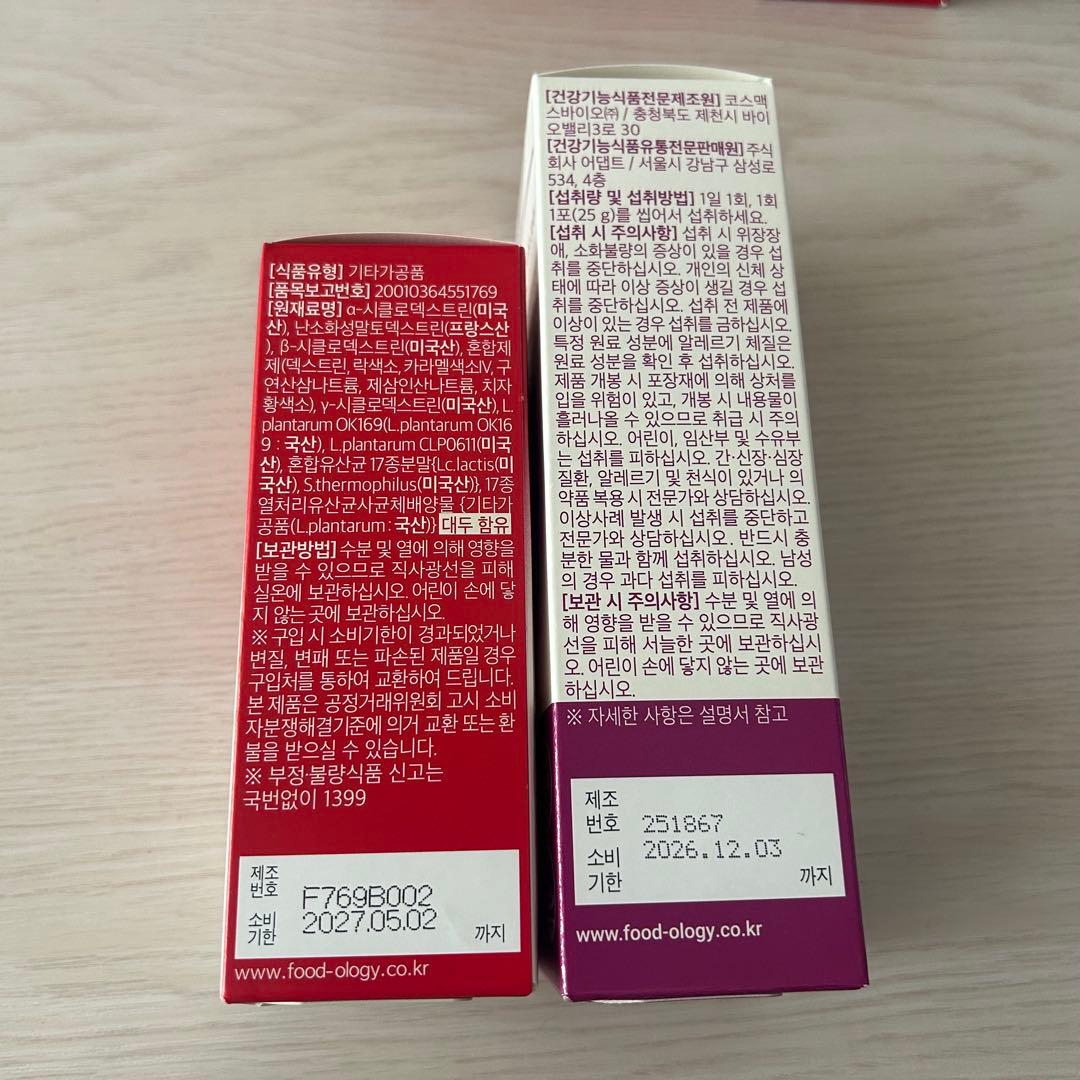 [식품유형] 기타가공품
[품목보고번호] 20010364551769
[원재료명] α-시클로덱스트린(미국
산), 난소화성말토덱스트린(프랑스산
), β-시클로덱스트린(미국산), 혼합제
제(덱스트린, 락색소, 카라멜색소IV, 구
연산삼나트륨, 제삼인산나트륨, 치자
황색소), γ-시클로덱스트린(미국산), L.
plantarum OK169(L.plantarum OK16
9 : 국산), L.plantarum CLP0611(미국
산), 혼합유산균 17종분말{Lc.lactis(미
국산), S.thermophilus(미국산)}, 17종
열처리유산균사균체배양물 {기타가
공품(L.plantarum : 국산)} 대두 함유
[보관방법] 수분 및 열에 의해 영향을
받을 수 있으므로 직사광선을 피해
실온에 보관하십시오. 어린이 손에 닿
지 않는 곳에 보관하십시오.
※ 구입 시 소비기한이 경과되었거나
변질, 변패 또는 파손된 제품일 경우
구입처를 통하여 교환하여 드립니다.
본 제품은 공정거래위원회 고시 소비
자분쟁해결기준에 의거 교환 또는 환
불을 받으실 수 있습니다.
※ 부정·불량식품 신고는
국번없이 1399
제조
번호
F769B002
소비
기한
2027.05.02
까지
www.food-ology.co.kr
[건강기능식품전문제조원] 코스맥
스바이오㈜ / 충청북도 제천시 바이
오밸리3로 30
[건강기능식품유통전문판매원] 주식
회사 어댑트 / 서울시 강남구 삼성로
534, 4층
[섭취량 및 섭취방법] 1일 1회, 1회
1포(25 g)를 씹어서 섭취하세요.
[섭취 시 주의사항] 섭취 시 위장장
애, 소화불량의 증상이 있을 경우 섭
취를 중단하십시오. 개인의 신체 상
태에 따라 이상 증상이 생길 경우 섭
취를 중단하십시오. 섭취 전 제품에
이상이 있는 경우 섭취를 금하십시오.
특정 원료 성분에 알레르기 체질은
원료 성분을 확인 후 섭취하십시오.
제품 개봉 시 포장재에 의해 상처를
입을 위험이 있고, 개봉 시 내용물이
흘러나올 수 있으므로 취급 시 주의
하십시오. 어린이, 임산부 및 수유부
는 섭취를 피하십시오. 간·신장·심장
질환, 알레르기 및 천식이 있거나 의
약품 복용 시 전문가와 상담하십시오.
이상사례 발생 시 섭취를 중단하고
전문가와 상담하십시오. 반드시 충
분한 물과 함께 섭취하십시오. 남성
의 경우 과다 섭취를 피하십시오.
[보관 시 주의사항] 수분 및 열에 의
해 영향을 받을 수 있으므로 직사광
선을 피해 서늘한 곳에 보관하십시
오. 어린이 손에 닿지 않는 곳에 보관
하십시오.
※ 자세한 사항은 설명서 참고
제조
번호
251867
소비
기한
2026.12.03
까지
www.food-ology.co.kr